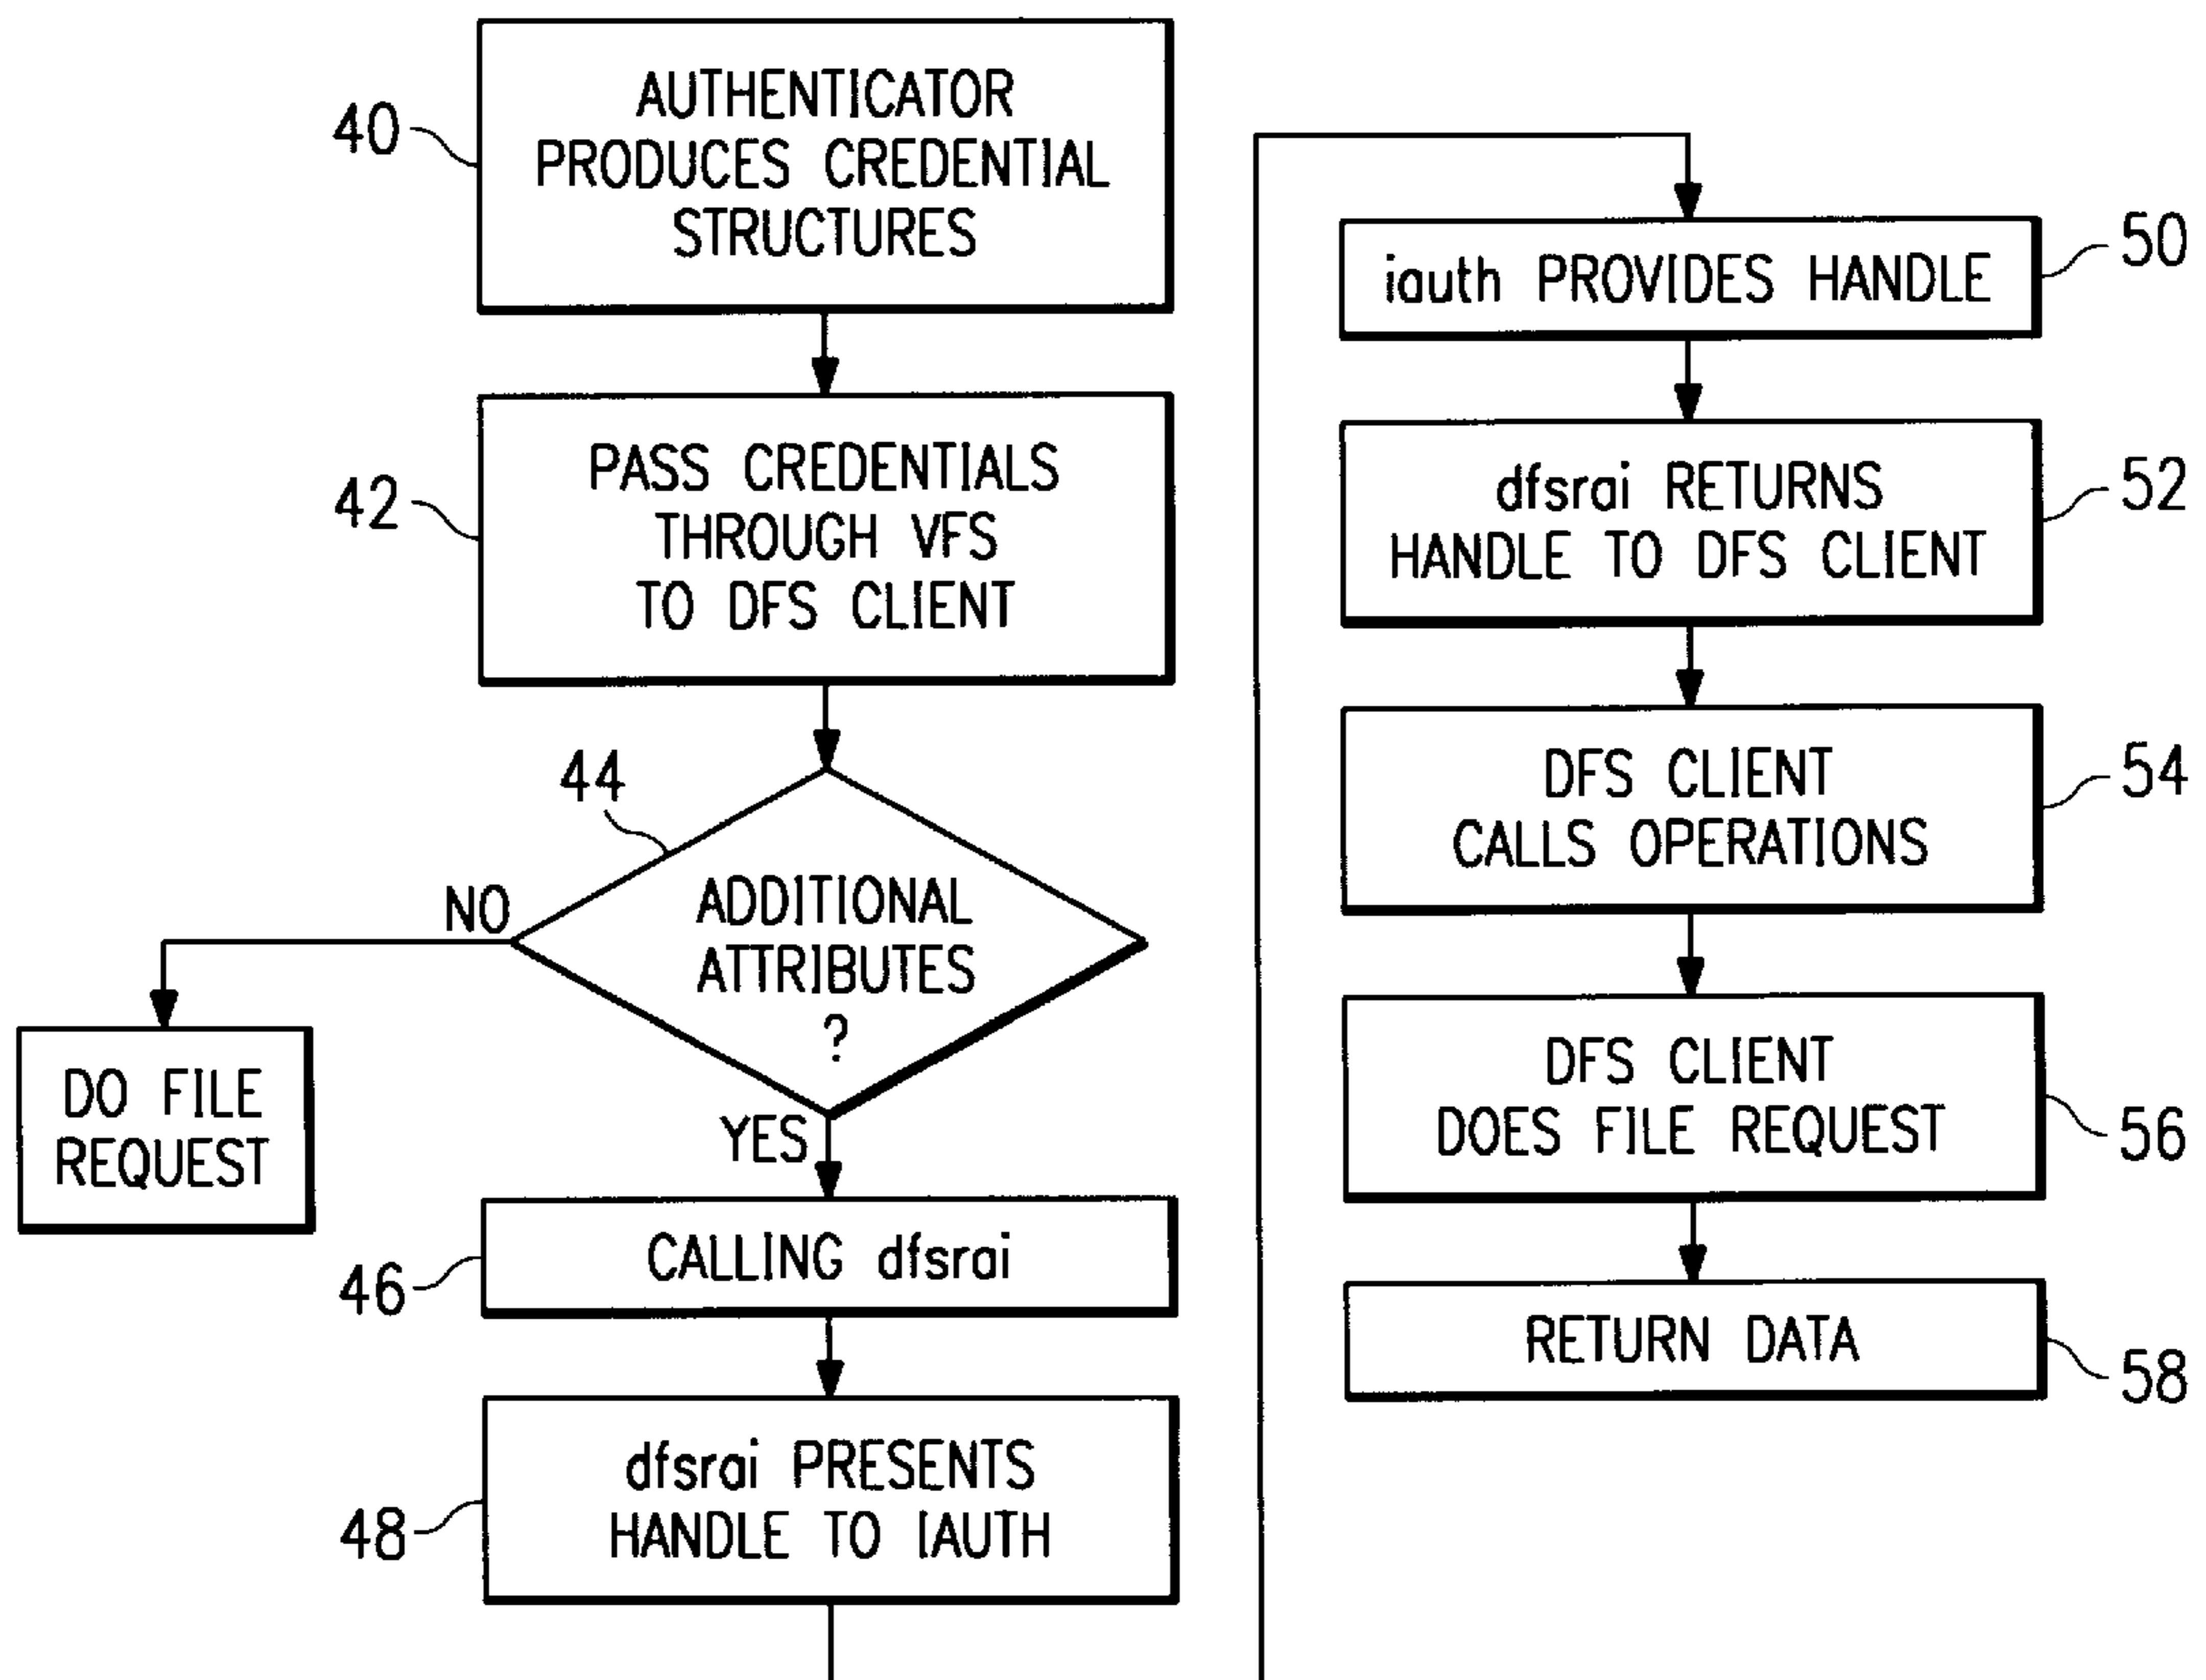 40
AUTHENTICATOR
PRODUCES CREDENTIAL
STRUCTURES
42
PASS CREDENTIALS
THROUGH VFS
TO DFS CLIENT
44
ADDITIONAL
ATTRIBUTES
?
NO
DO FILE
REQUEST
YES
46
CALLING dfsrai
48
dfsrai PRESENTS
HANDLE TO IAUTH
iauth PROVIDES HANDLE
50
dfsrai RETURNS
HANDLE TO DFS CLIENT
52
DFS CLIENT
CALLS OPERATIONS
54
DFS CLIENT
DOES FILE REQUEST
56
RETURN DATA
58